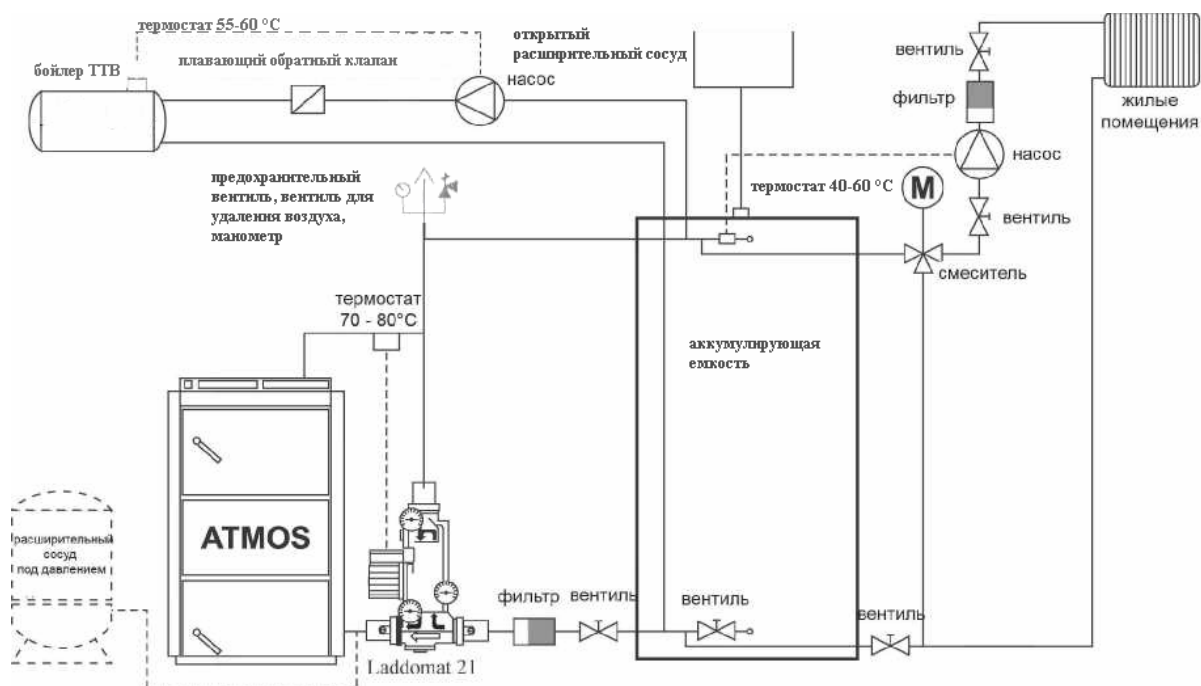 термостат 55-60 °C
открытый
расширительный сосуд
вентиль
бойлер ТТВ
плавающий обратный клапан
насос
фильтр
жилые
помещения
предохранительный
вентиль, вентиль для
удаления воздуха,
манометр
термостат 40-60 °C
насос
M
вентиль
смеситель
термостат
70 - 80°C
аккумулирующая
емкость
ATMOS
расширительный
сосуд
под давлением
фильтр
вентиль
вентиль
вентиль
Laddomat 21